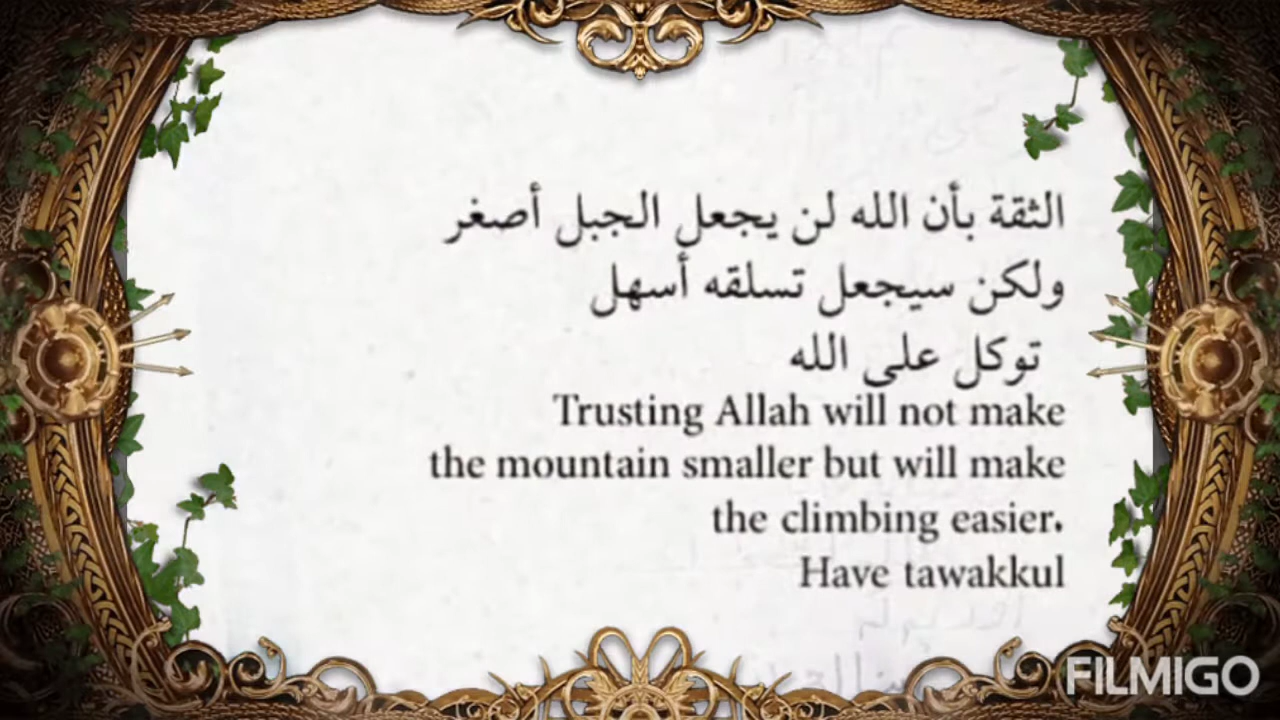 الثقة بأن الله لن يجعل الجبل أصغر
ولكن سيجعل تسلقه أسهل
توكل على الله
Trusting Allah will not make
the mountain smaller but will make
the climbing easier.
Have tawakkul
FILMIGO